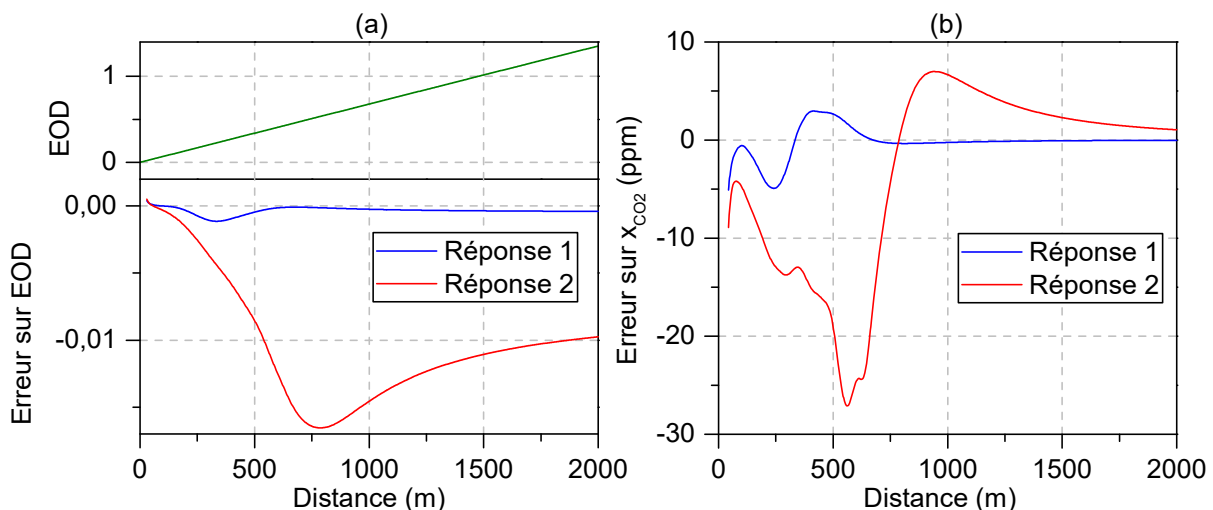 (a)
EOD
1
0
Erreur sur EOD
0,00
-0,01
Réponse 1
Réponse 2
0 500 1000 1500 2000
Distance (m)
(b)
Erreur sur x_CO2 (ppm)
10
0
-10
-20
-30
Réponse 1
Réponse 2
0 500 1000 1500 2000
Distance (m)